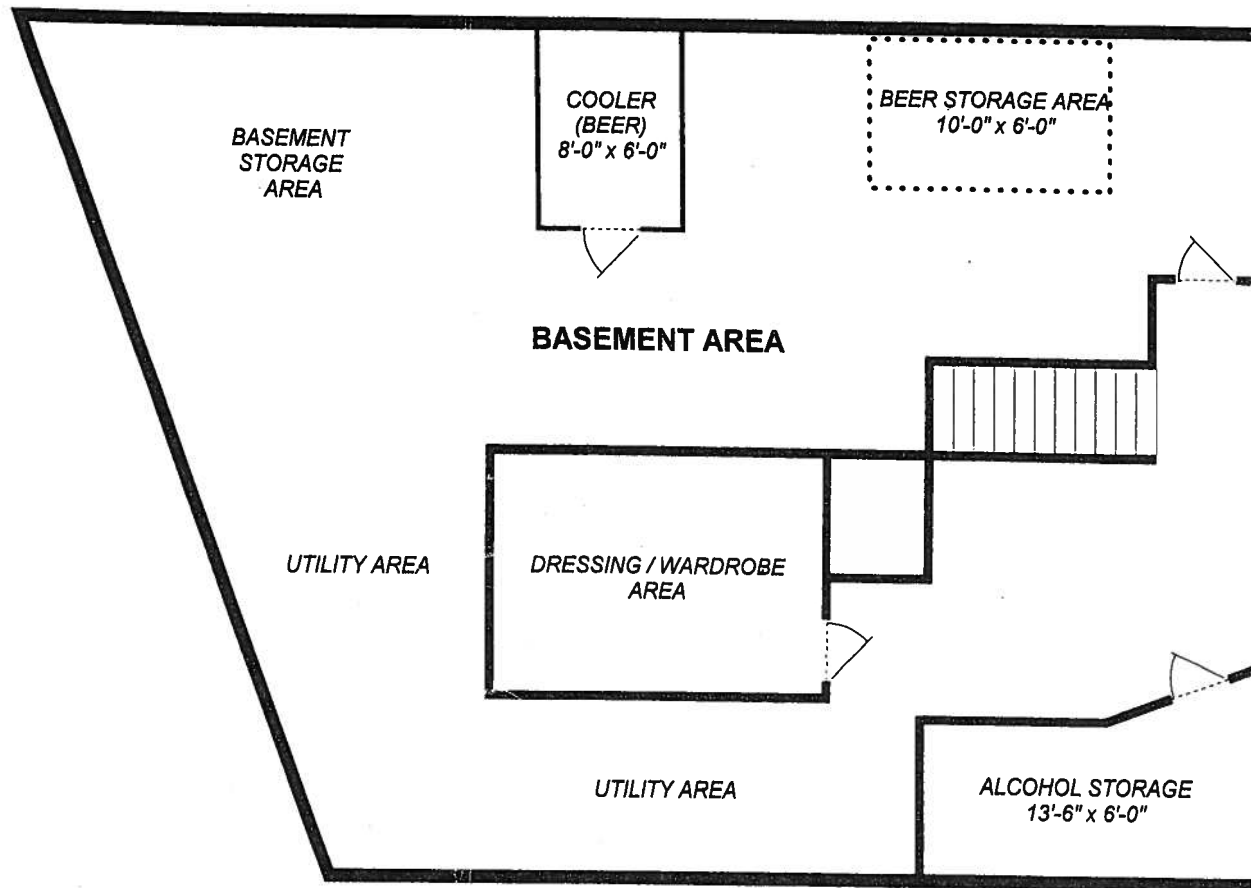 COOLER
(BEER)
8'-0" x 6'-0"
BEER STORAGE AREA
10'-0" x 6'-0"
BASEMENT
STORAGE
AREA
BASEMENT AREA
UTILITY AREA
DRESSING / WARDROBE
AREA
UTILITY AREA
ALCOHOL STORAGE
13'-6" x 6'-0"